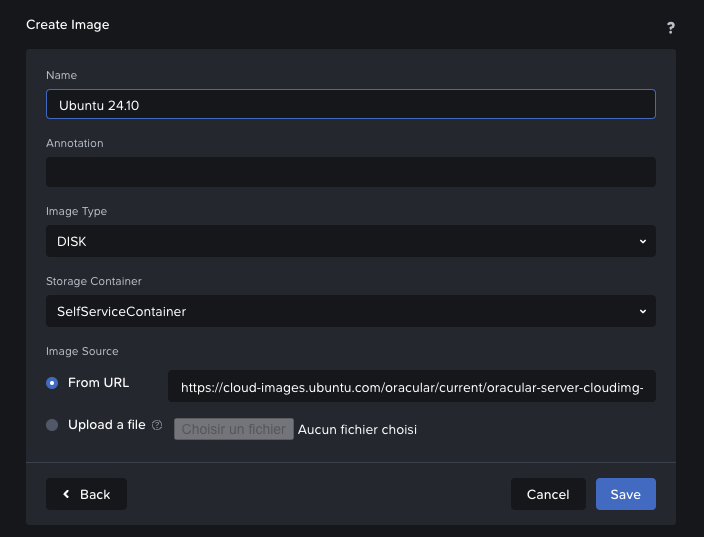 Create Image
?
Name
Ubuntu 24.10
Annotation
Image Type
DISK
Storage Container
SelfServiceContainer
Image Source
From URL https://cloud-images.ubuntu.com/oracular/current/oracular-server-cloudimg-
Upload a file ? Choisir un fichier Aucun fichier choisi
Back Cancel Save